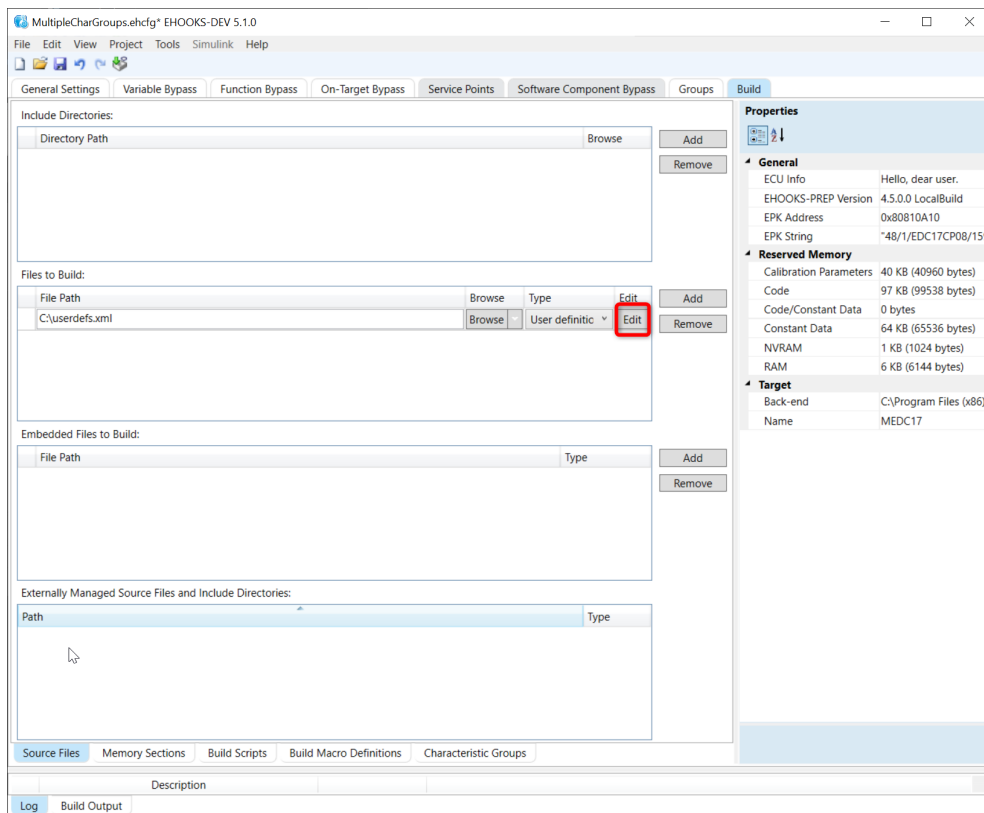 MultipleCharGroups.ehcfg* EHOOKS-DEV 5.1.0
File Edit View Project Tools Simulink Help
General Settings Variable Bypass Function Bypass On-Target Bypass Service Points Software Component Bypass Groups Build
Include Directories:
Directory Path Browse
Add
Remove
Files to Build:
File Path Browse Type Edit
C:\userdefs.xml Browse User definitic Edit
Add
Remove
Embedded Files to Build:
File Path Type
Add
Remove
Externally Managed Source Files and Include Directories:
Path Type
Source Files Memory Sections Build Scripts Build Macro Definitions Characteristic Groups
Properties
General
ECU Info Hello, dear user.
EHOOKS-PREP Version 4.5.0.0 LocalBuild
EPK Address 0x80810A10
EPK String "48/1/EDC17CP08/15
Reserved Memory
Calibration Parameters 40 KB (40960 bytes)
Code 97 KB (99538 bytes)
Code/Constant Data 0 bytes
Constant Data 64 KB (65536 bytes)
NVRAM 1 KB (1024 bytes)
RAM 6 KB (6144 bytes)
Target
Back-end C:\Program Files (x86)
Name MEDC17
Description
Log Build Output